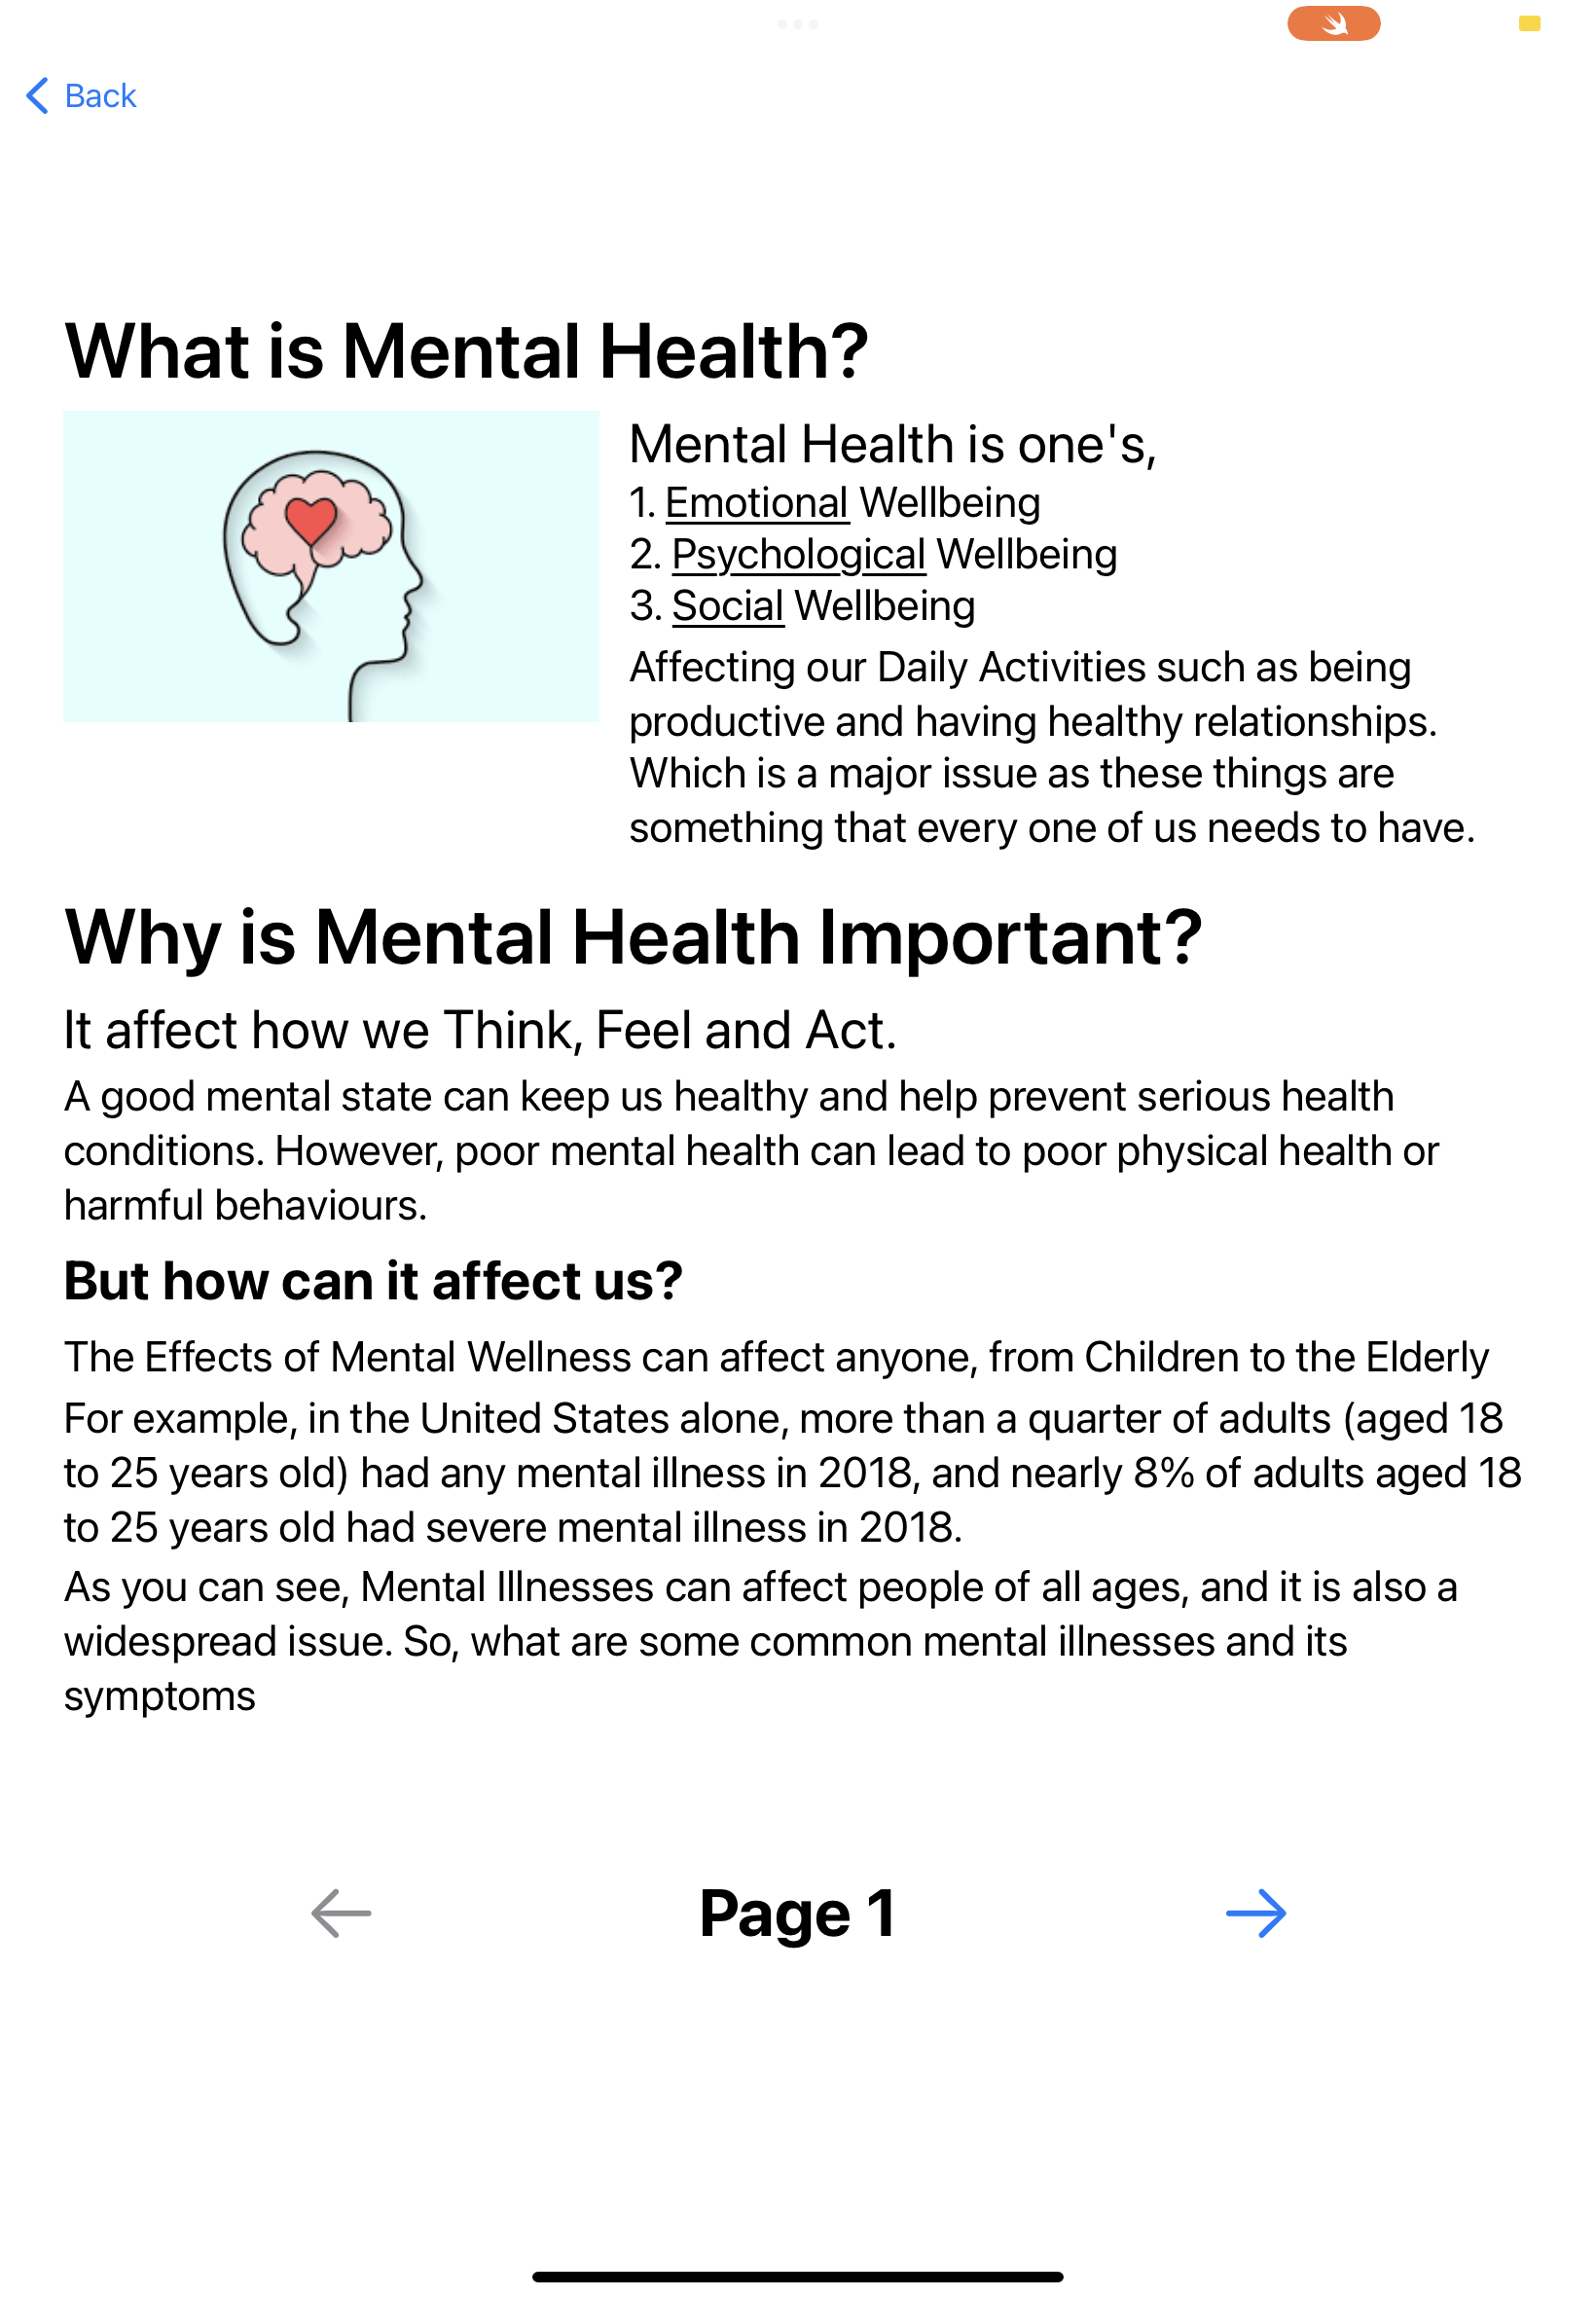 Back
What is Mental Health?
Mental Health is one's,
1. Emotional Wellbeing
2. Psychological Wellbeing
3. Social Wellbeing
Affecting our Daily Activities such as being
productive and having healthy relationships.
Which is a major issue as these things are
something that every one of us needs to have.
Why is Mental Health Important?
It affect how we Think, Feel and Act.
A good mental state can keep us healthy and help prevent serious health
conditions. However, poor mental health can lead to poor physical health or
harmful behaviours.
But how can it affect us?
The Effects of Mental Wellness can affect anyone, from Children to the Elderly
For example, in the United States alone, more than a quarter of adults (aged 18
to 25 years old) had any mental illness in 2018, and nearly 8% of adults aged 18
to 25 years old had severe mental illness in 2018.
As you can see, Mental Illnesses can affect people of all ages, and it is also a
widespread issue. So, what are some common mental illnesses and its
symptoms
Page 1